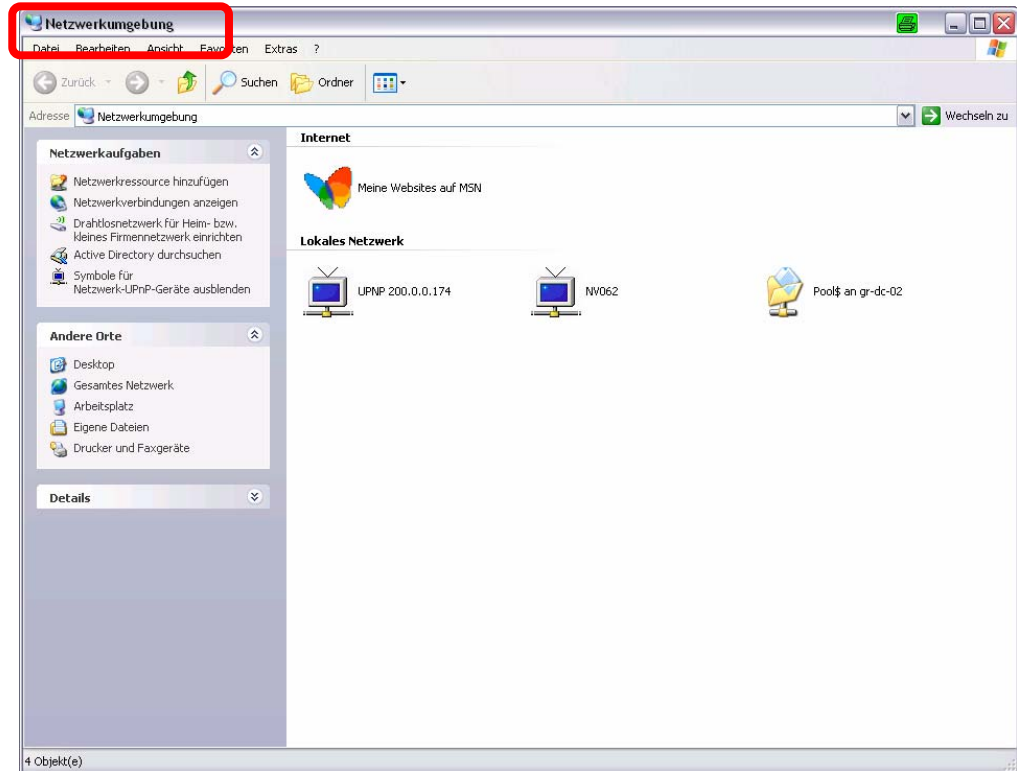 Netzwerkumgebung
Datei Bearbeiten Ansicht Favoriten Extras ?
Zurück Suchen Ordner
Adresse Netzwerkumgebung Wechseln zu
Netzwerkaufgaben
Netzwerkressource hinzufügen
Netzwerkverbindungen anzeigen
Drahtlosnetzwerk für Heim- bzw.
kleines Firmennetzwerk einrichten
Active Directory durchsuchen
Symbole für
Netzwerk-UPnP-Geräte ausblenden
Andere Orte
Desktop
Gesamtes Netzwerk
Arbeitsplatz
Eigene Dateien
Drucker und Faxgeräte
Details
Internet
Meine Websites auf MSN
Lokales Netzwerk
UPNP 200.0.0.174 NV062 Pool$ an gr-dc-02
4 Objekt(e)